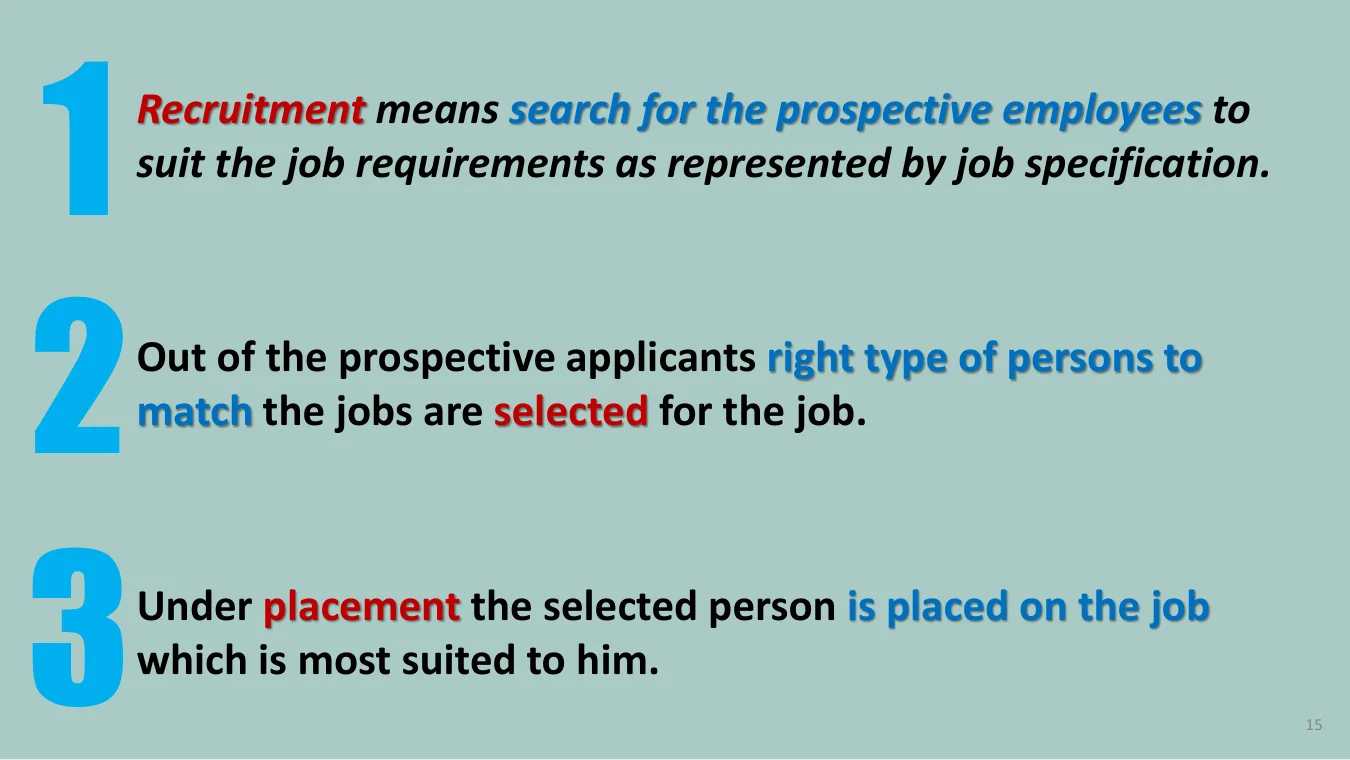 1
Recruitment means search for the prospective employees to
suit the job requirements as represented by job specification.
2
Out of the prospective applicants right type of persons to
match the jobs are selected for the job.
3
Under placement the selected person is placed on the job
which is most suited to him.
15